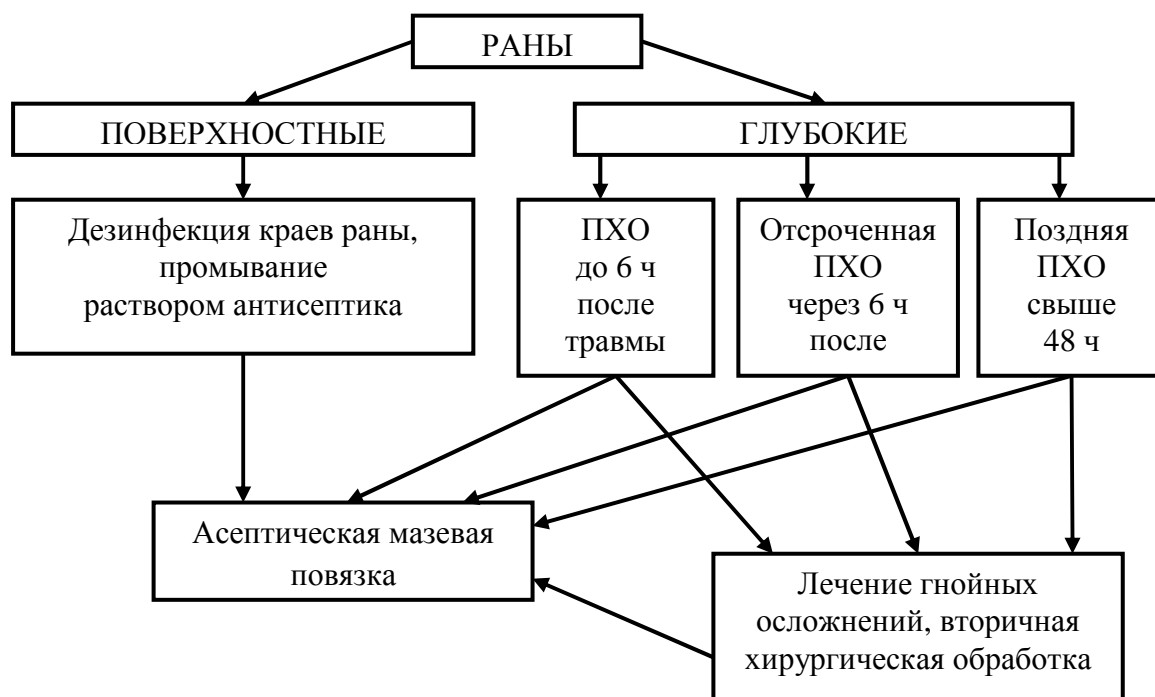 РАНЫ
ПОВЕРХНОСТНЫЕ
ГЛУБОКИЕ
Дезинфекция краев раны,
промывание
раствором антисептика
ПХО
до 6 ч
после
травмы
Отсроченная
ПХО
через 6 ч
после
Поздняя
ПХО
свыше
48 ч
Асептическая мазевая
повязка
Лечение гнойных
осложнений, вторичная
хирургическая обработка